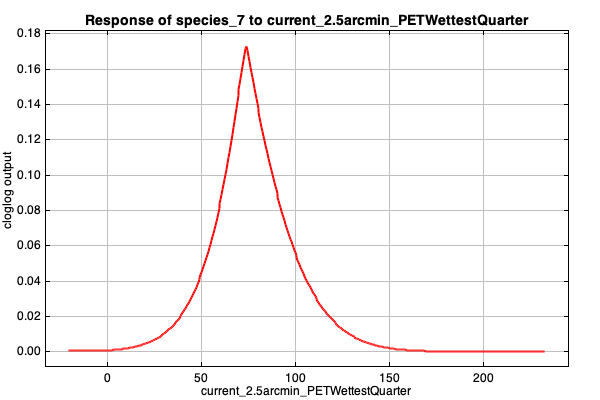 Response of species_7 to current_2.5arcmin_PETWettestQuarter
0.18
0.16
0.14
0.12
0.10
0.08
0.06
0.04
0.02
0.00
cloglog output
0 50 100 150 200
current_2.5arcmin_PETWettestQuarter